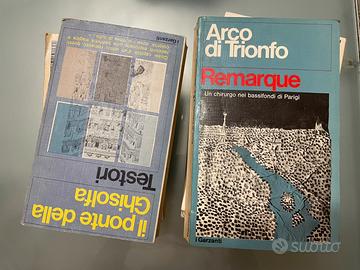 i Garzanti
Testori
il ponte della
Ghisolfa
Arco
di Trionfo
Remarque
Un chirurgo nei bassifondi di Parigi
i Garzanti
subito